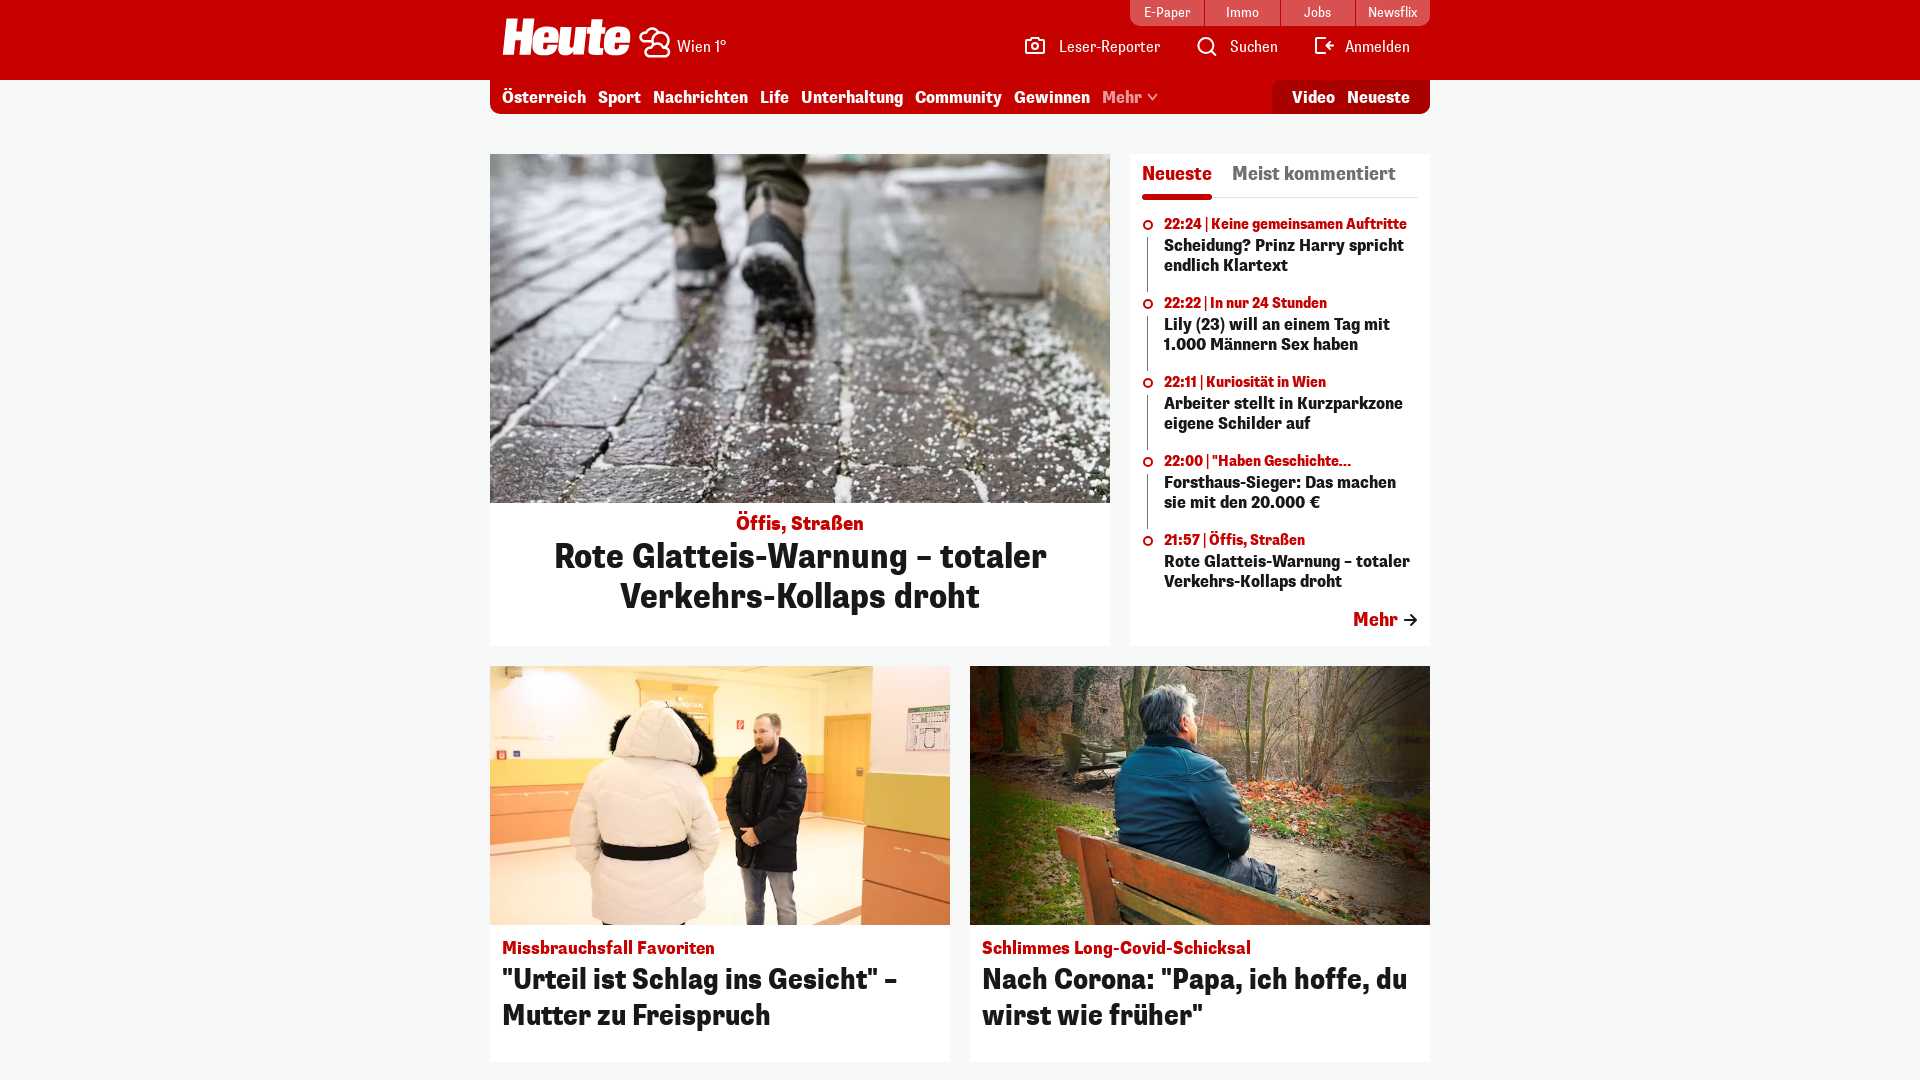 E-Paper
Immo
Jobs
Newsflix
Heute
Wien 1°
Leser-Reporter
Suchen
Anmelden
Österreich
Sport
Nachrichten
Life
Unterhaltung
Community
Gewinnen
Mehr
Video
Neueste
Öffis, Straßen
Rote Glatteis-Warnung – totaler
Verkehrs-Kollaps droht
Neueste
Meist kommentiert
22:24 | Keine gemeinsamen Auftritte
Scheidung? Prinz Harry spricht
endlich Klartext
22:22 | In nur 24 Stunden
Lily (23) will an einem Tag mit
1.000 Männern Sex haben
22:11 | Kuriosität in Wien
Arbeiter stellt in Kurzparkzone
eigene Schilder auf
22:00 | "Haben Geschichte...
Forsthaus-Sieger: Das machen
sie mit den 20.000 €
21:57 | Öffis, Straßen
Rote Glatteis-Warnung – totaler
Verkehrs-Kollaps droht
Mehr
Missbrauchsfall Favoriten
"Urteil ist Schlag ins Gesicht" –
Mutter zu Freispruch
Schlimmes Long-Covid-Schicksal
Nach Corona: "Papa, ich hoffe, du
wirst wie früher"